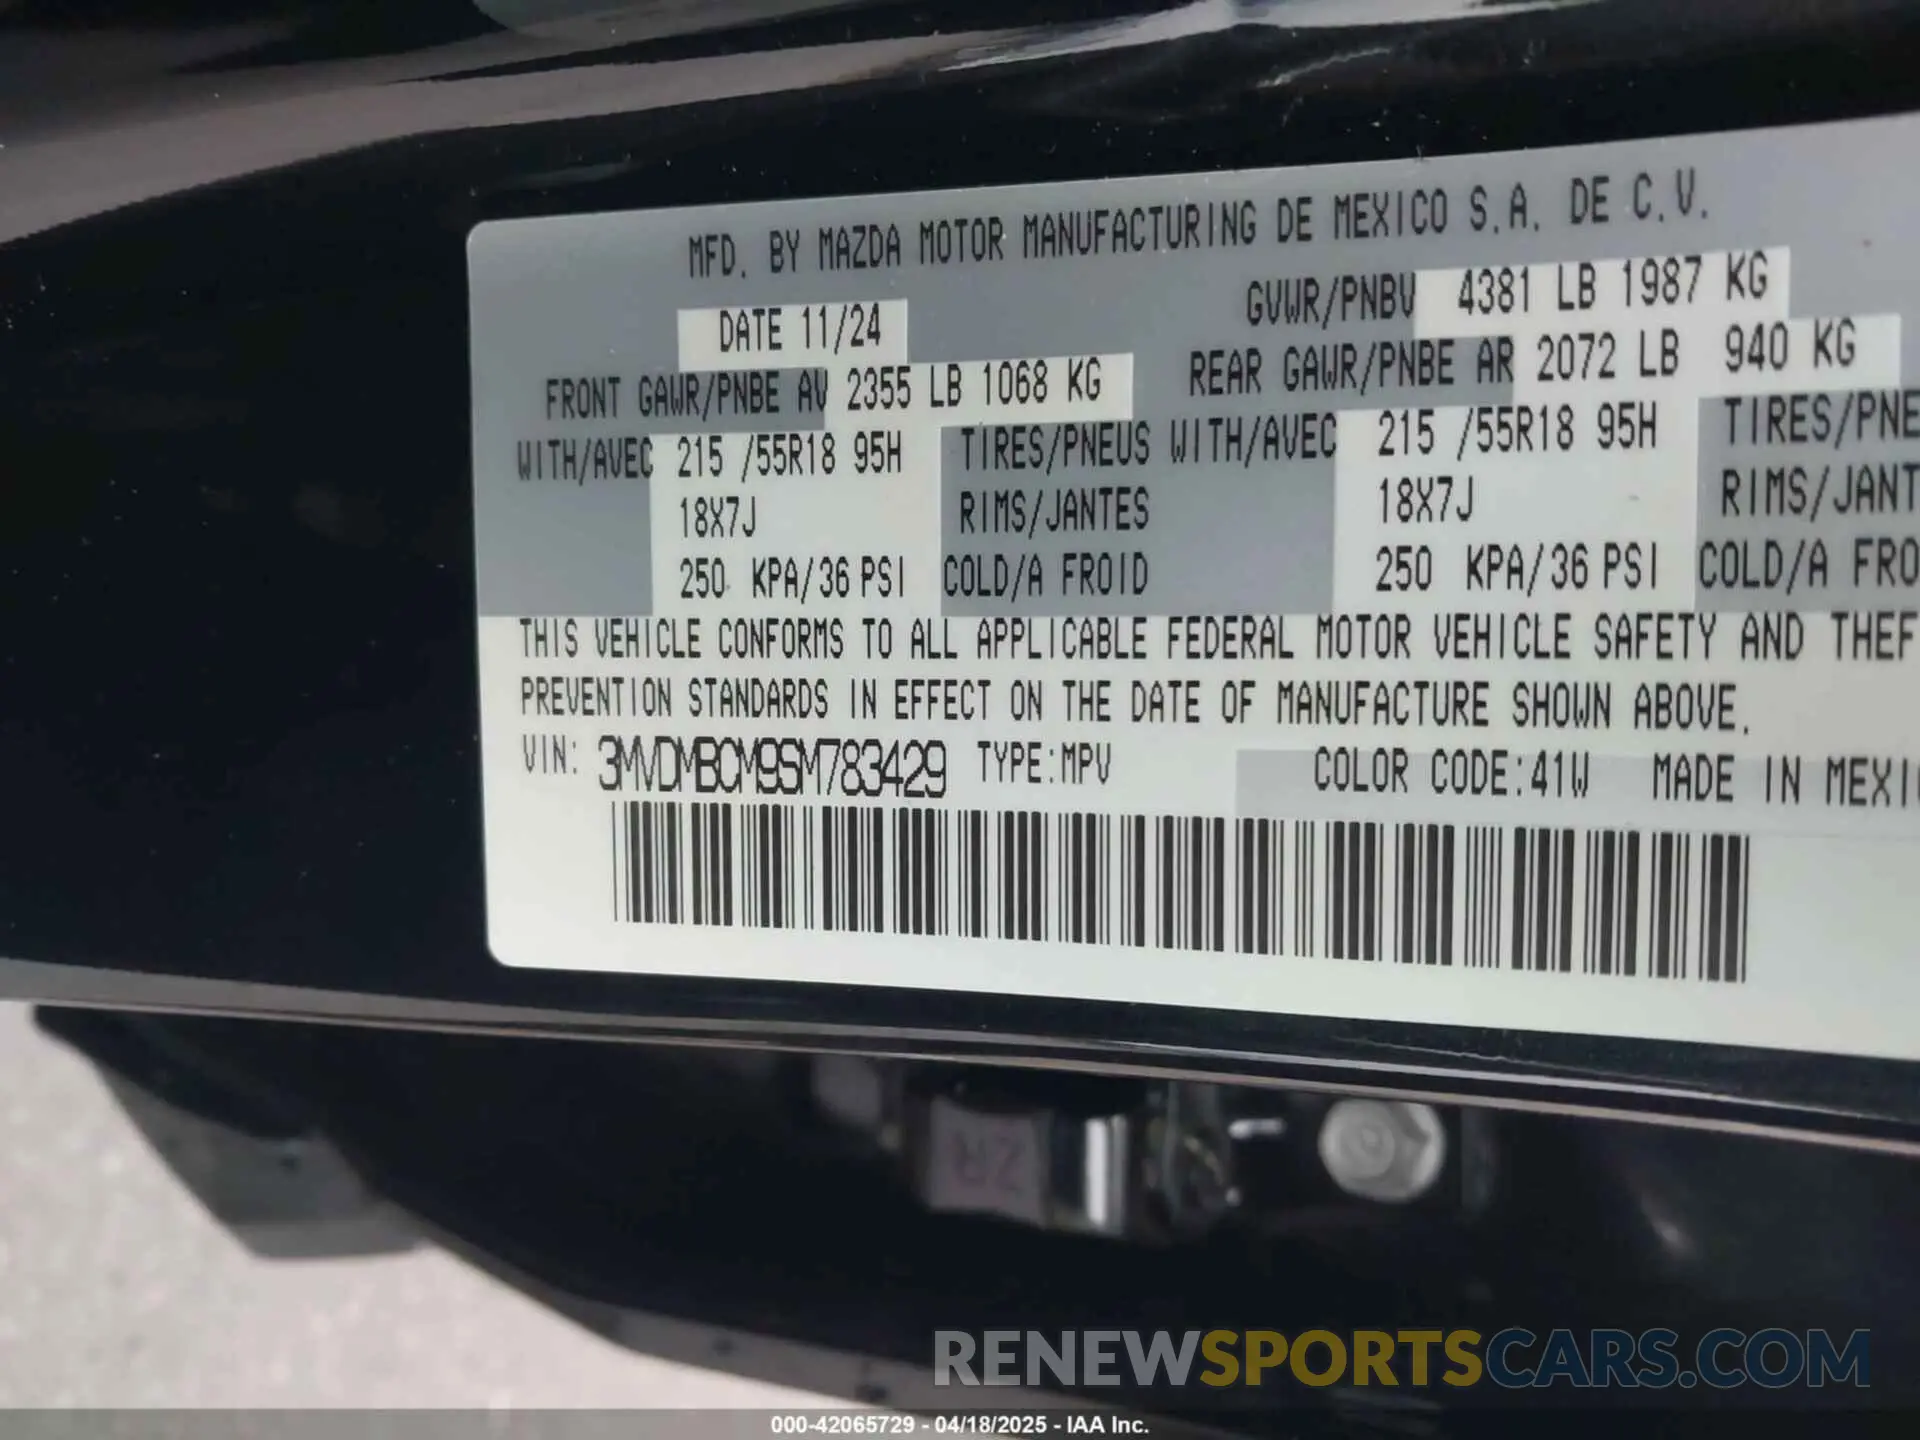 MFD. BY MAZDA MOTOR MANUFACTURING DE MEXICO S.A. DE C.V.
DATE 11/24 GVWR/PNBV 4381 LB 1987 KG
FRONT GAWR/PNBE AV 2355 LB 1068 KG REAR GAWR/PNBE AR 2072 LB 940 KG
WITH/AVEC 215 /55R18 95H TIRES/PNEUS WITH/AVEC 215 /55R18 95H TIRES/PNE
18X7J RIMS/JANTES 18X7J RIMS/JANT
250 KPA/36 PSI COLD/A FROID 250 KPA/36 PSI COLD/A FRO
THIS VEHICLE CONFORMS TO ALL APPLICABLE FEDERAL MOTOR VEHICLE SAFETY AND THEF
PREVENTION STANDARDS IN EFFECT ON THE DATE OF MANUFACTURE SHOWN ABOVE.
VIN: 3MVDMBCM9SM783429 TYPE:MPV COLOR CODE:41W MADE IN MEXI
RENEWSPORTSCARS.COM
000-42065729 - 04/18/2025 - IAA Inc.